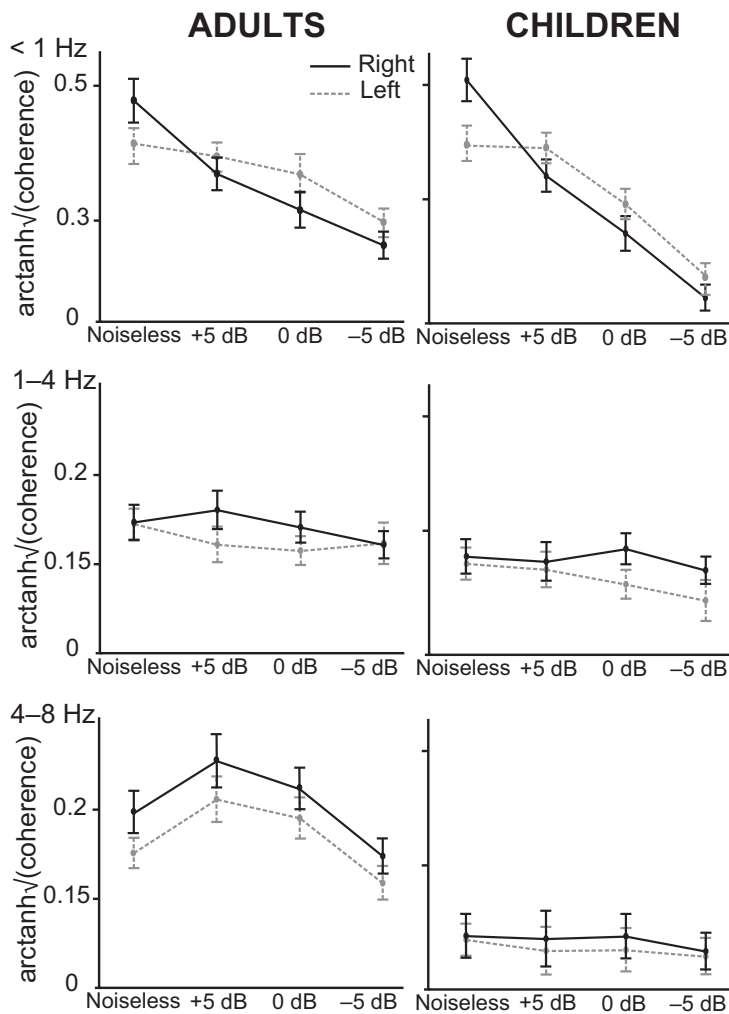 ADULTS CHILDREN
< 1 Hz
Right
Left
0.5
0.3
0
arctanh√(coherence)
Noiseless +5 dB 0 dB –5 dB
Noiseless +5 dB 0 dB –5 dB
1–4 Hz
0.2
0.15
0
arctanh√(coherence)
Noiseless +5 dB 0 dB –5 dB
Noiseless +5 dB 0 dB –5 dB
4–8 Hz
0.2
0.15
0
arctanh√(coherence)
Noiseless +5 dB 0 dB –5 dB
Noiseless +5 dB 0 dB –5 dB